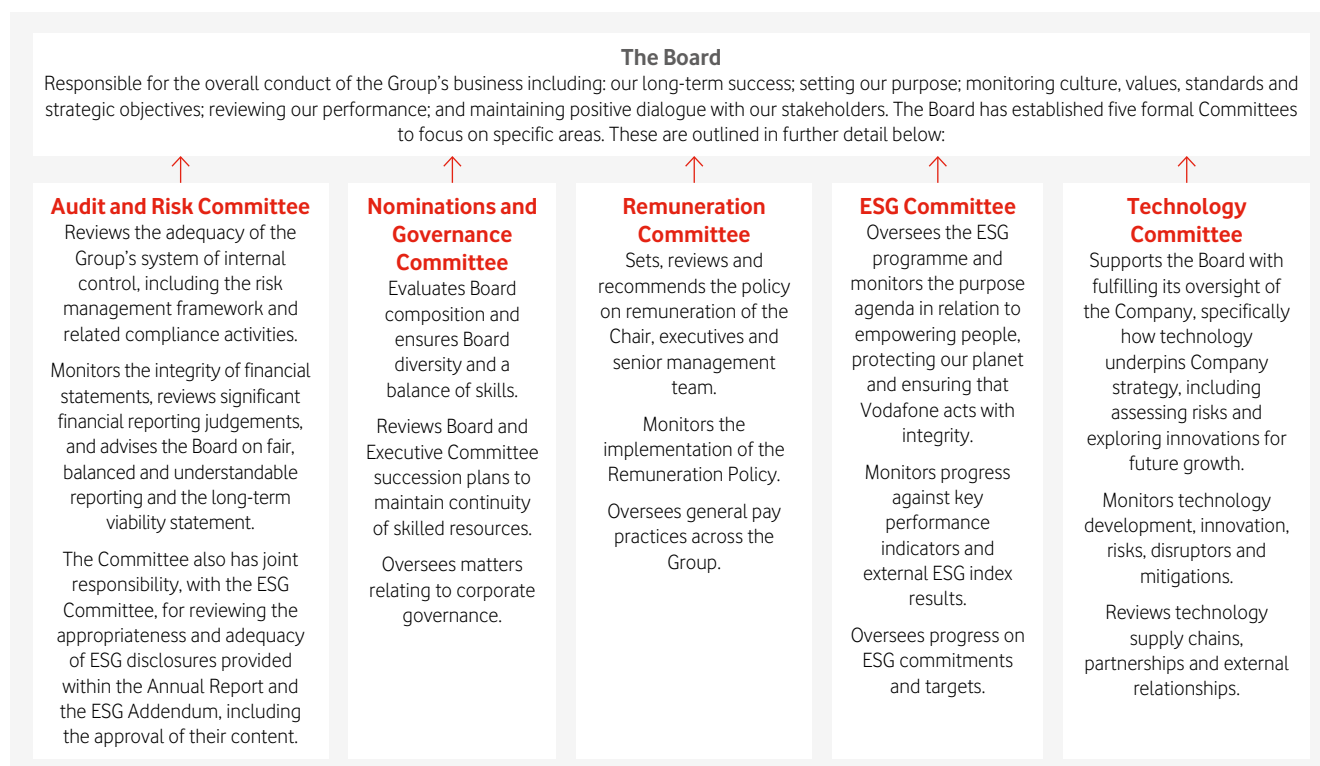 The Board
Responsible for the overall conduct of the Group’s business including: our long-term success; setting our purpose; monitoring culture, values, standards and
strategic objectives; reviewing our performance; and maintaining positive dialogue with our stakeholders. The Board has established five formal Committees
to focus on specific areas. These are outlined in further detail below:
Audit and Risk Committee
Reviews the adequacy of the
Group’s system of internal
control, including the risk
management framework and
related compliance activities.
Monitors the integrity of financial
statements, reviews significant
financial reporting judgements,
and advises the Board on fair,
balanced and understandable
reporting and the long-term
viability statement.
The Committee also has joint
responsibility, with the ESG
Committee, for reviewing the
appropriateness and adequacy
of ESG disclosures provided
within the Annual Report and
the ESG Addendum, including
the approval of their content.
Nominations and
Governance
Committee
Evaluates Board
composition and
ensures Board
diversity and a
balance of skills.
Reviews Board and
Executive Committee
succession plans to
maintain continuity
of skilled resources.
Oversees matters
relating to corporate
governance.
Remuneration
Committee
Sets, reviews and
recommends the policy
on remuneration of the
Chair, executives and
senior management
team.
Monitors the
implementation of the
Remuneration Policy.
Oversees general pay
practices across the
Group.
ESG Committee
Oversees the ESG
programme and
monitors the purpose
agenda in relation to
empowering people,
protecting our planet
and ensuring that
Vodafone acts with
integrity.
Monitors progress
against key
performance
indicators and
external ESG index
results.
Oversees progress on
ESG commitments
and targets.
Technology
Committee
Supports the Board with
fulfilling its oversight of
the Company, specifically
how technology
underpins Company
strategy, including
assessing risks and
exploring innovations for
future growth.
Monitors technology
development, innovation,
risks, disruptors and
mitigations.
Reviews technology
supply chains,
partnerships and external
relationships.